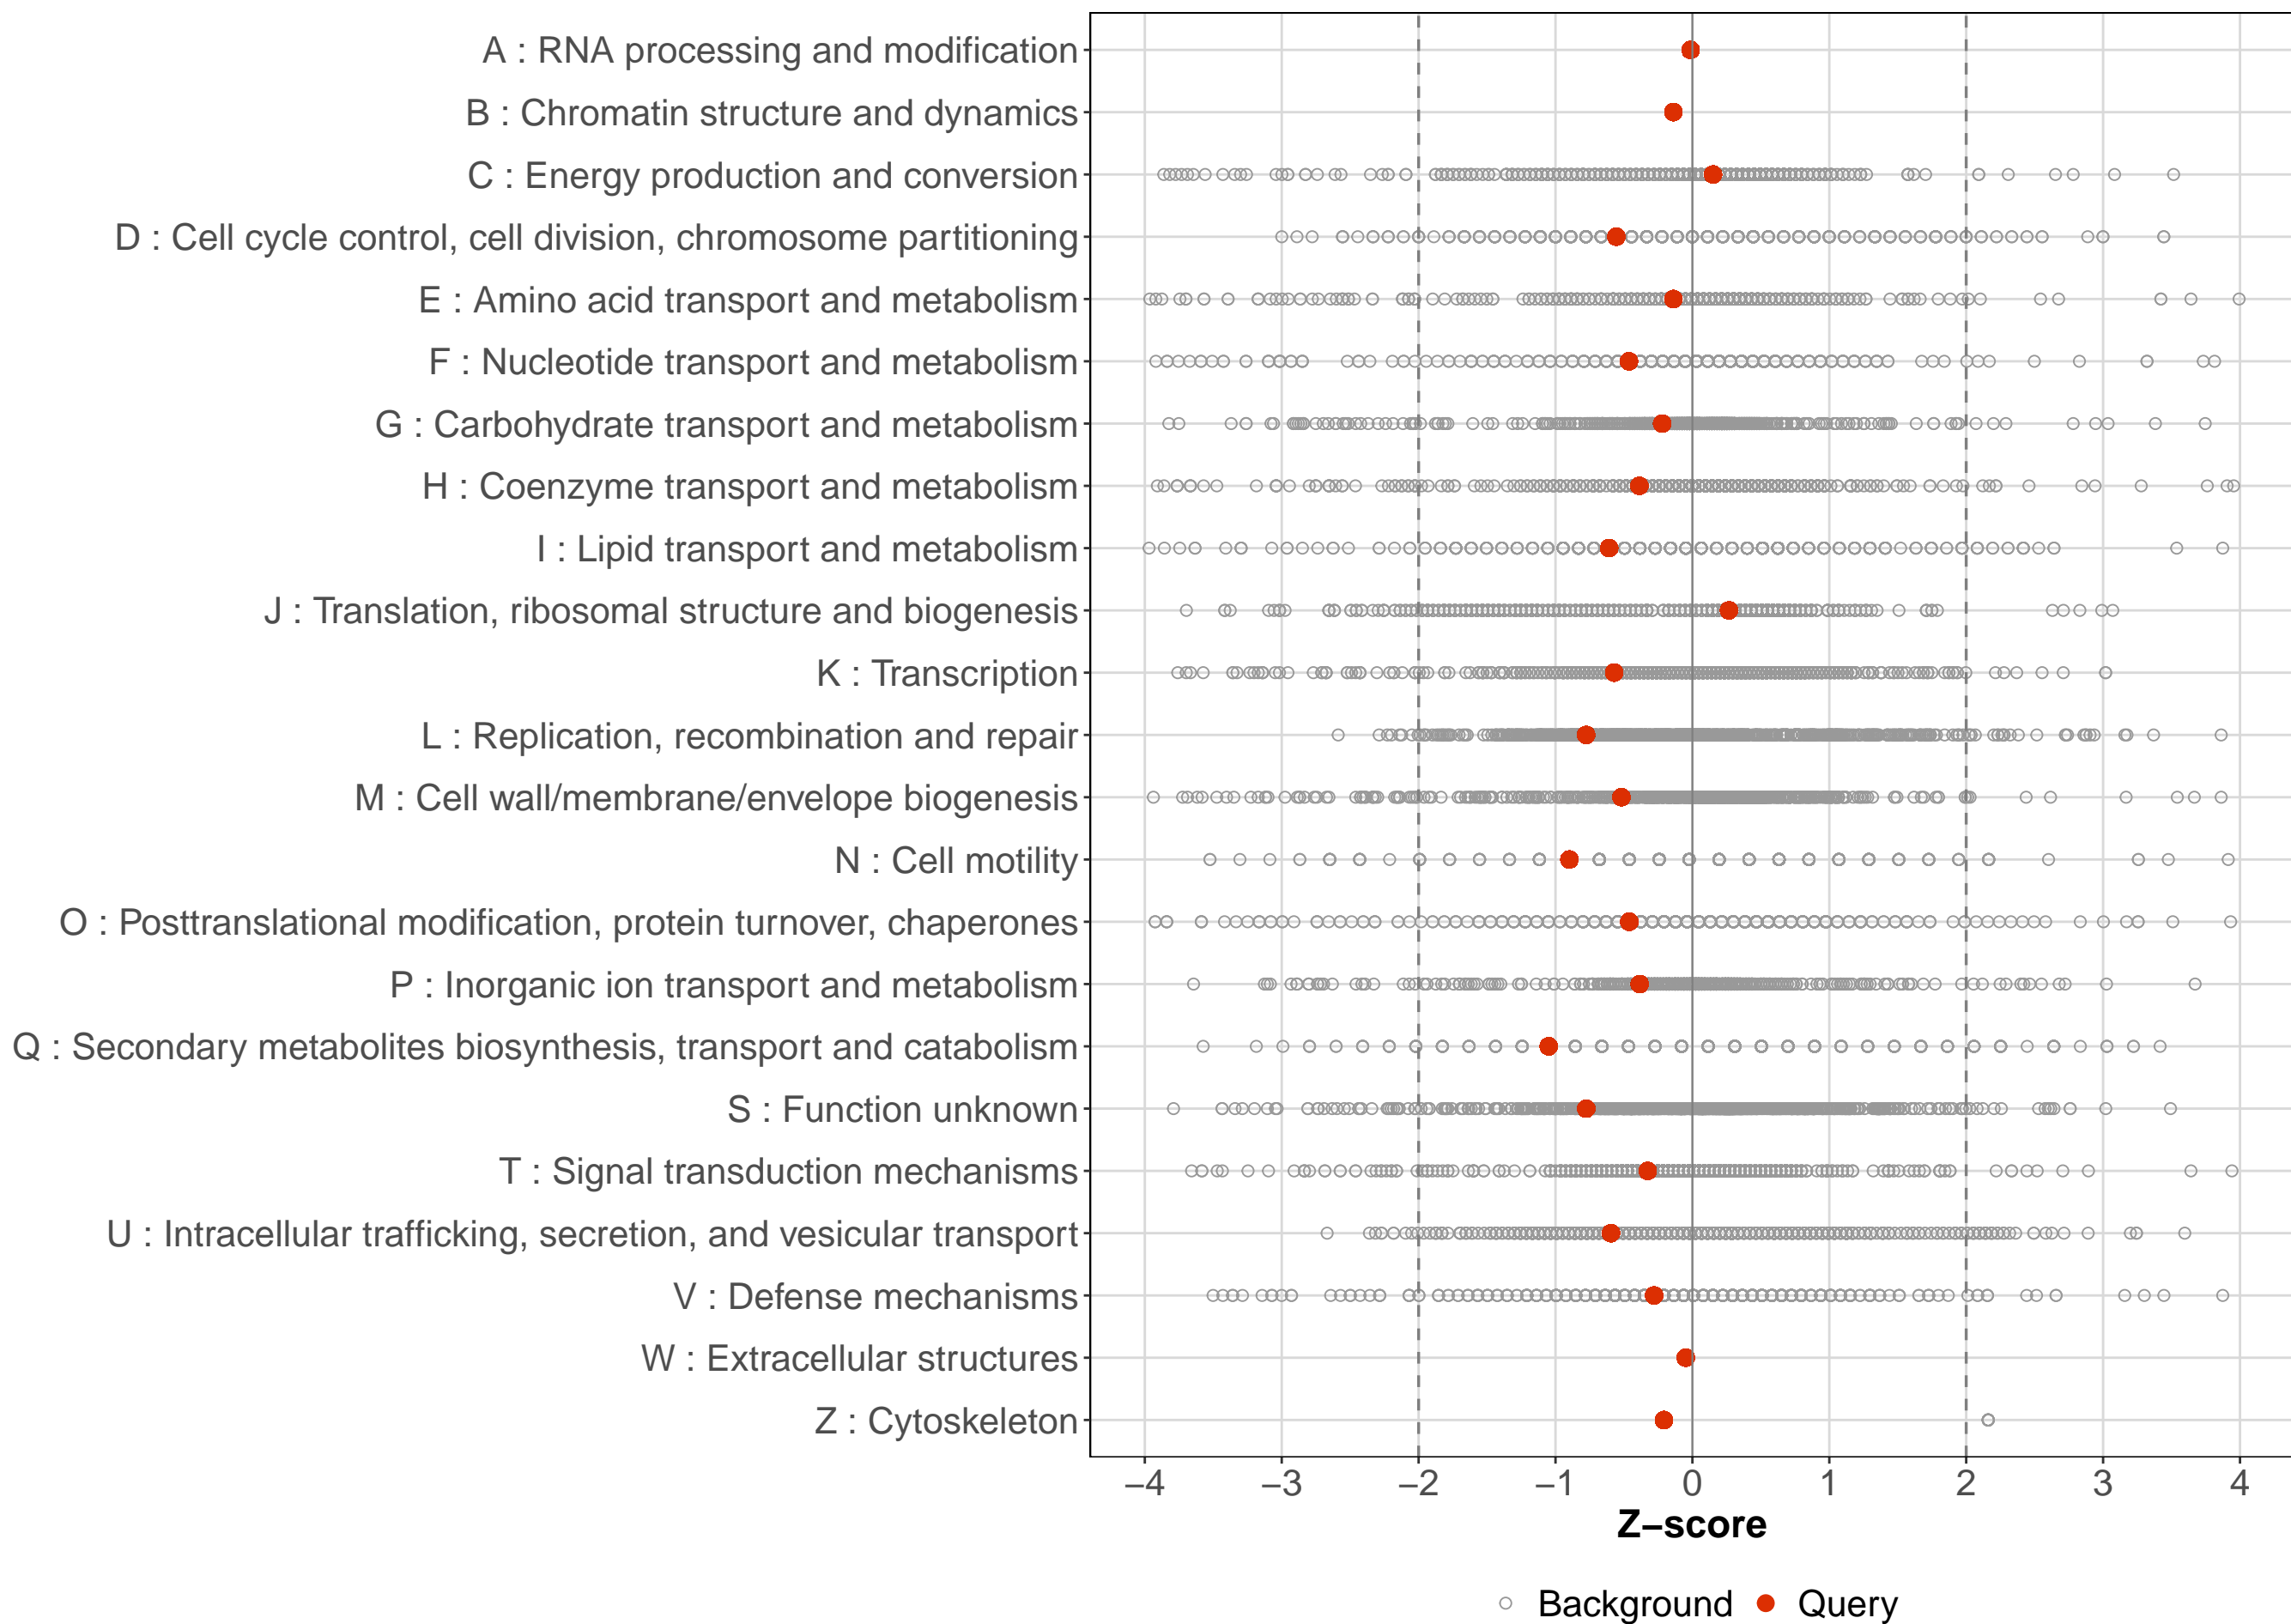 A : RNA processing and modification
B : Chromatin structure and dynamics
C : Energy production and conversion
D : Cell cycle control, cell division, chromosome partitioning
E : Amino acid transport and metabolism
F : Nucleotide transport and metabolism
G : Carbohydrate transport and metabolism
H : Coenzyme transport and metabolism
I : Lipid transport and metabolism
J : Translation, ribosomal structure and biogenesis
K : Transcription
L : Replication, recombination and repair
M : Cell wall/membrane/envelope biogenesis
N : Cell motility
O : Posttranslational modification, protein turnover, chaperones
P : Inorganic ion transport and metabolism
Q : Secondary metabolites biosynthesis, transport and catabolism
S : Function unknown
T : Signal transduction mechanisms
U : Intracellular trafficking, secretion, and vesicular transport
V : Defense mechanisms
W : Extracellular structures
Z : Cytoskeleton
−4 −3 −2 −1 0 1 2 3 4
Z−score
Background Query